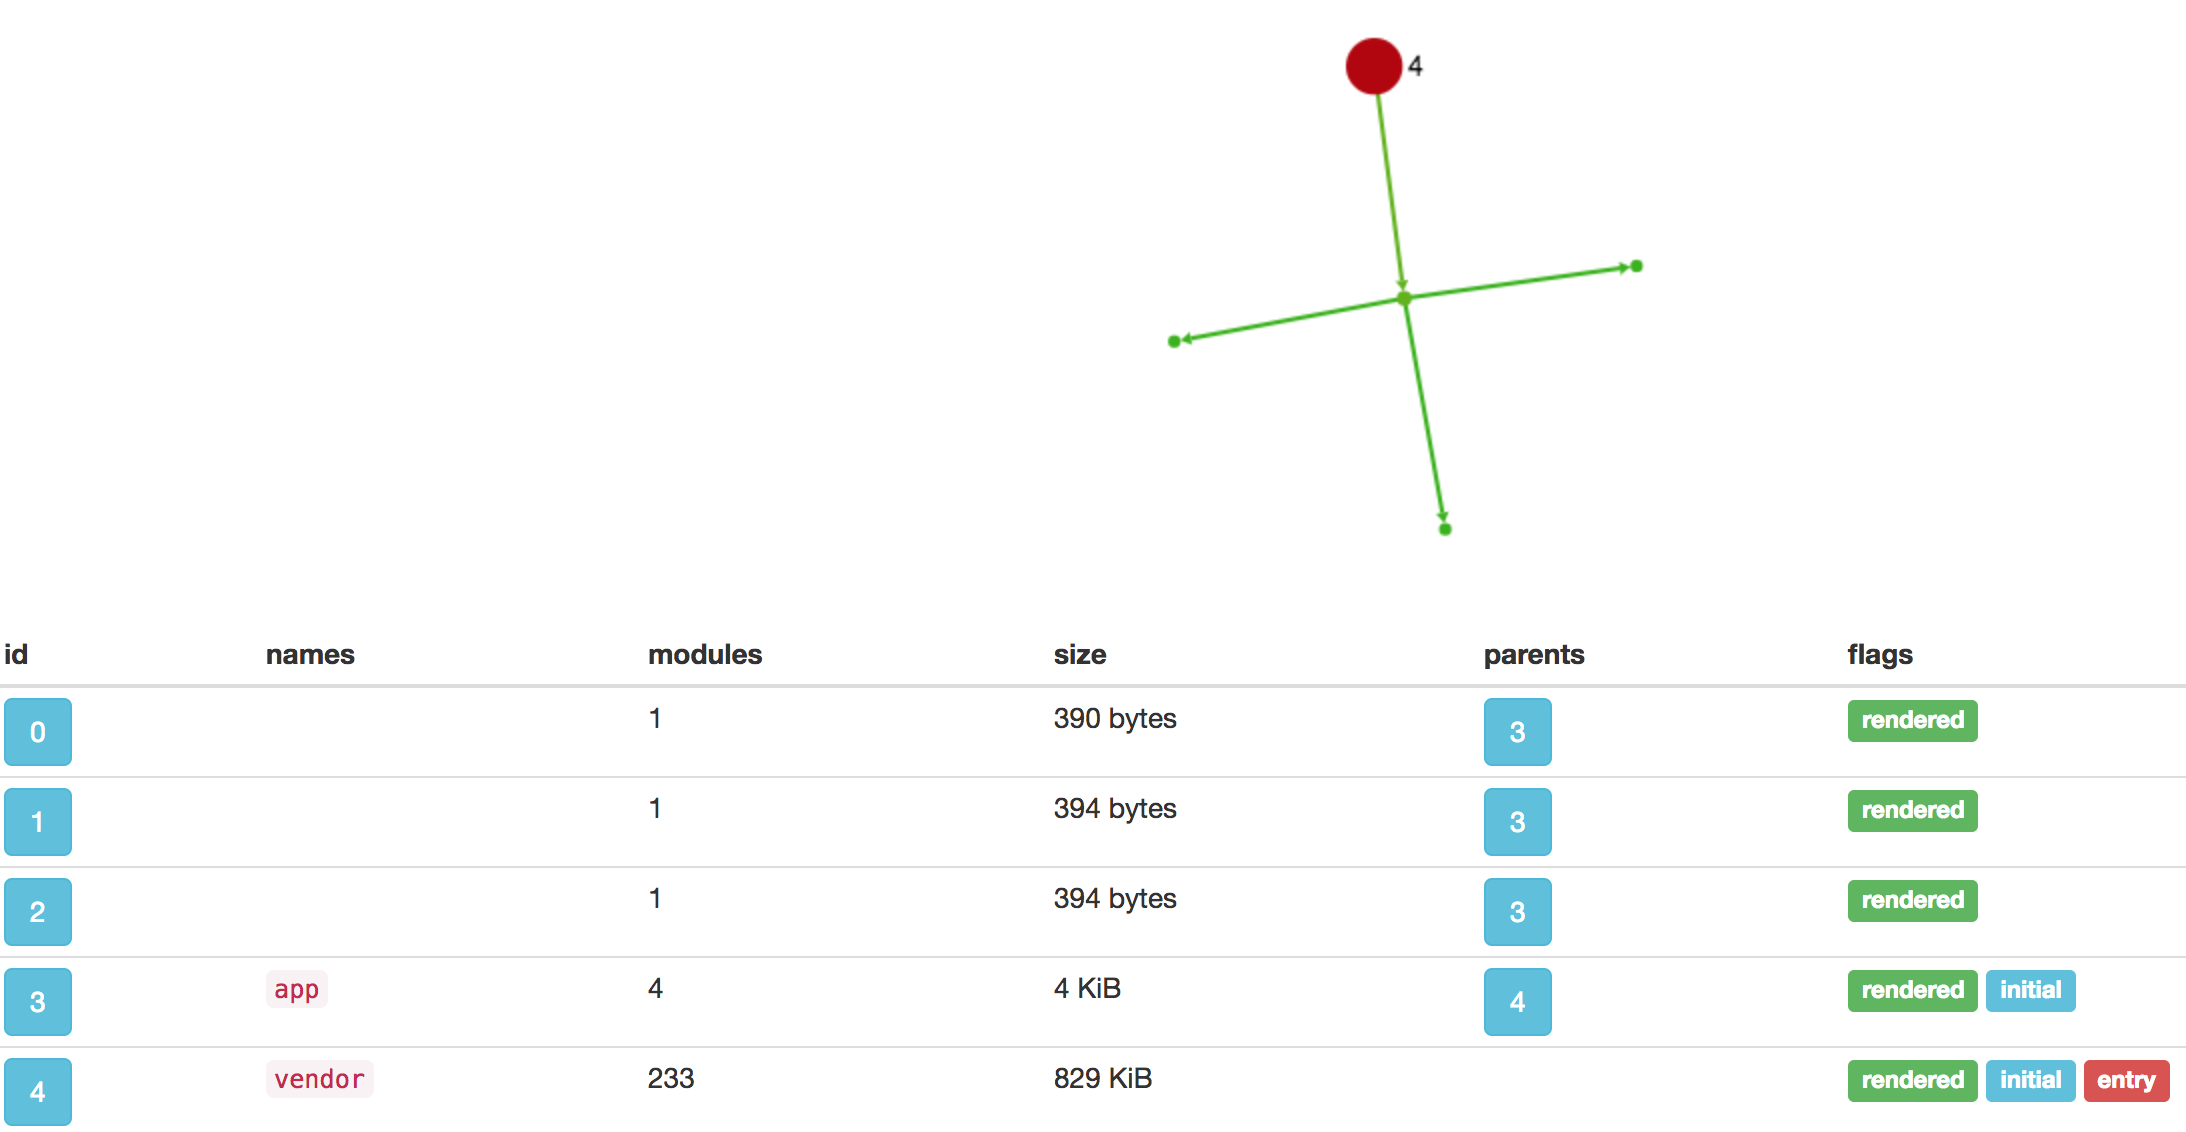 4
id names modules size parents flags
0 1 390 bytes 3 rendered
1 1 394 bytes 3 rendered
2 1 394 bytes 3 rendered
3 app 4 4 KiB 4 rendered initial
4 vendor 233 829 KiB rendered initial entry